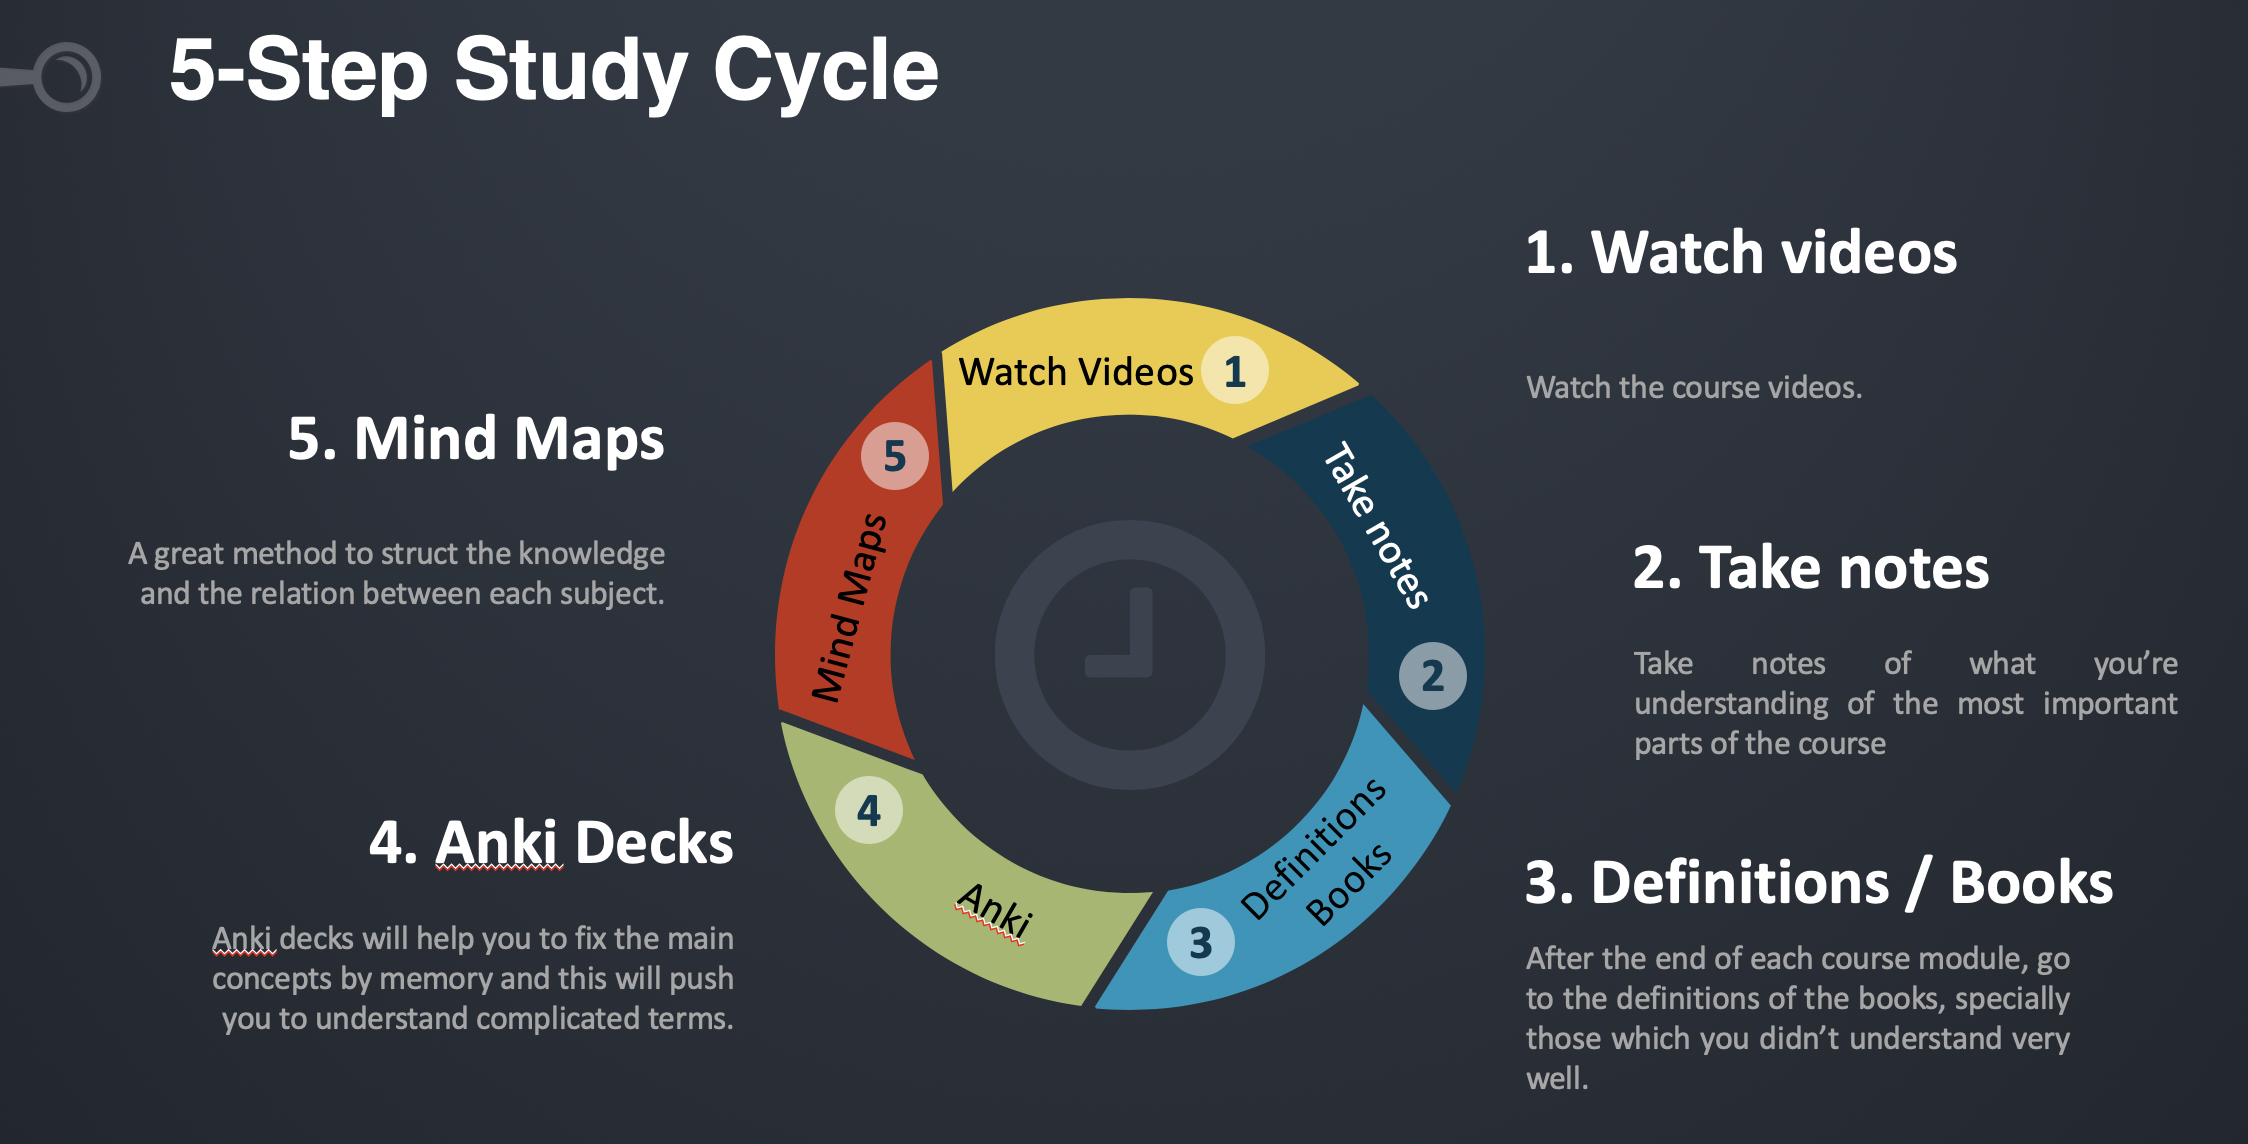 5-Step Study Cycle
1. Watch videos
Watch the course videos.
2. Take notes
Take notes of what you’re
understanding of the most important
parts of the course
3. Definitions / Books
After the end of each course module, go
to the definitions of the books, specially
those which you didn’t understand very
well.
4. Anki Decks
Anki decks will help you to fix the main
concepts by memory and this will push
you to understand complicated terms.
5. Mind Maps
A great method to struct the knowledge
and the relation between each subject.
Watch Videos 1
Take notes
2
Definitions
Books
3
Anki
4
Mind Maps
5